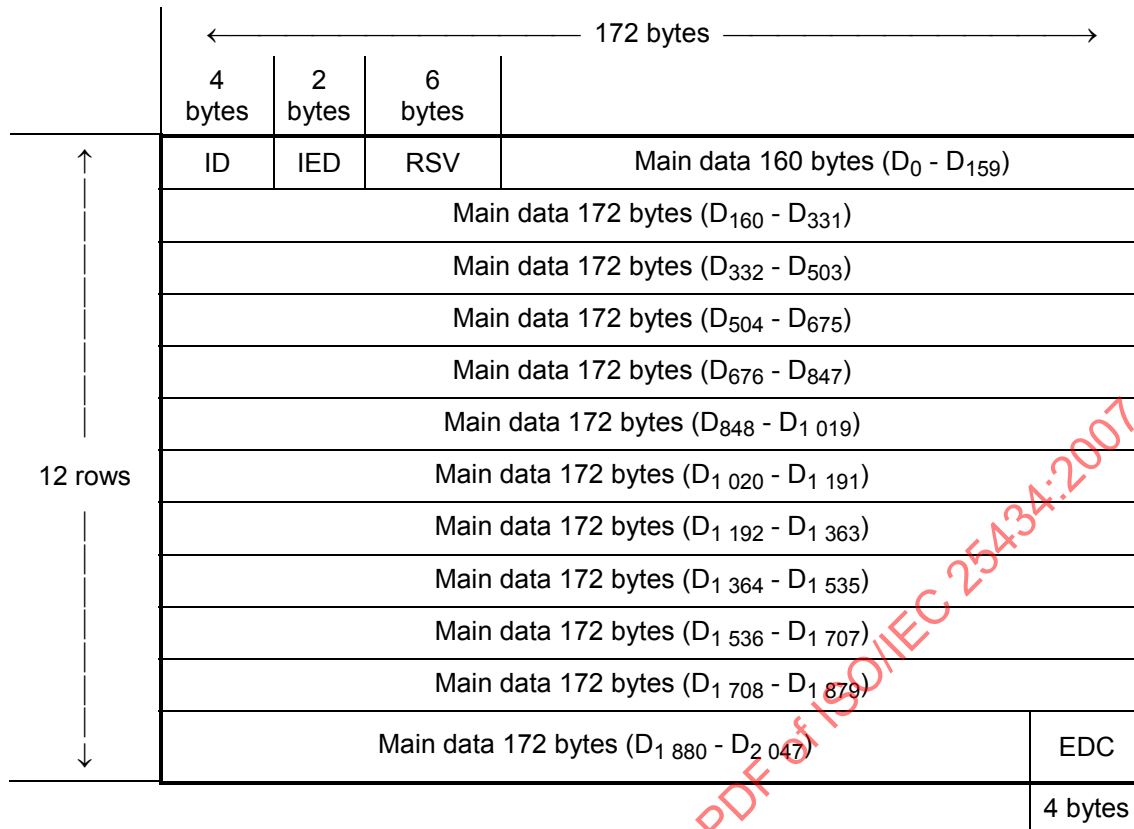 ← 172 bytes →
4 bytes 2 bytes 6 bytes
ID IED RSV Main data 160 bytes (D0 - D159)
Main data 172 bytes (D160 - D331)
Main data 172 bytes (D332 - D503)
Main data 172 bytes (D504 - D675)
Main data 172 bytes (D676 - D847)
Main data 172 bytes (D848 - D1 019)
12 rows Main data 172 bytes (D1 020 - D1 191)
Main data 172 bytes (D1 192 - D1 363)
Main data 172 bytes (D1 364 - D1 535)
Main data 172 bytes (D1 536 - D1 707)
Main data 172 bytes (D1 708 - D1 879)
Main data 172 bytes (D1 880 - D2 047) EDC
4 bytes
PDF of ISO/IEC 25434:2007